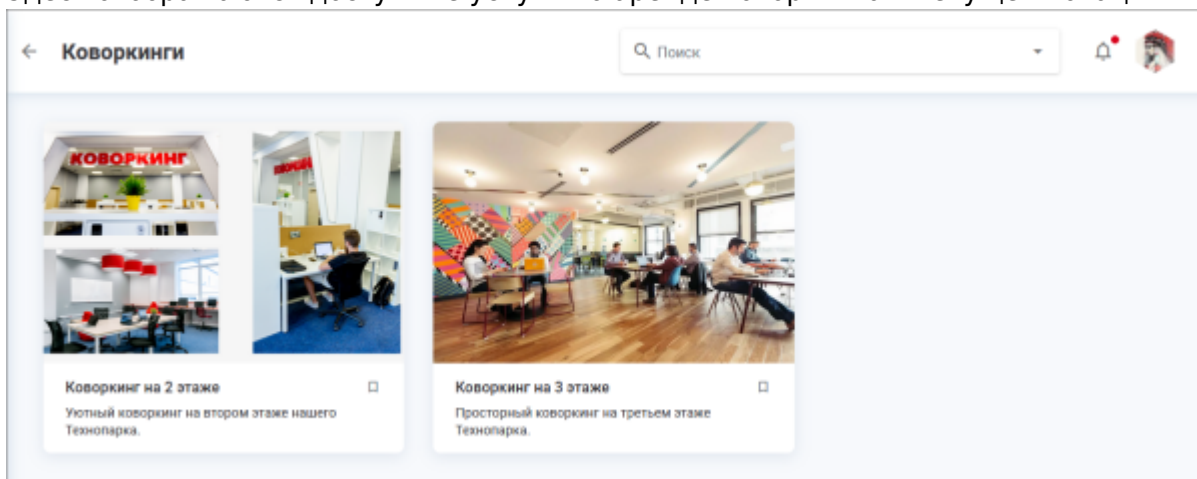 Коворкинги
Поиск
КОВОРКИНГ
Коворкинг на 2 этаже
Уютный коворкинг на втором этаже нашего
Технопарка.
Коворкинг на 3 этаже
Просторный коворкинг на третьем этаже
Технопарка.